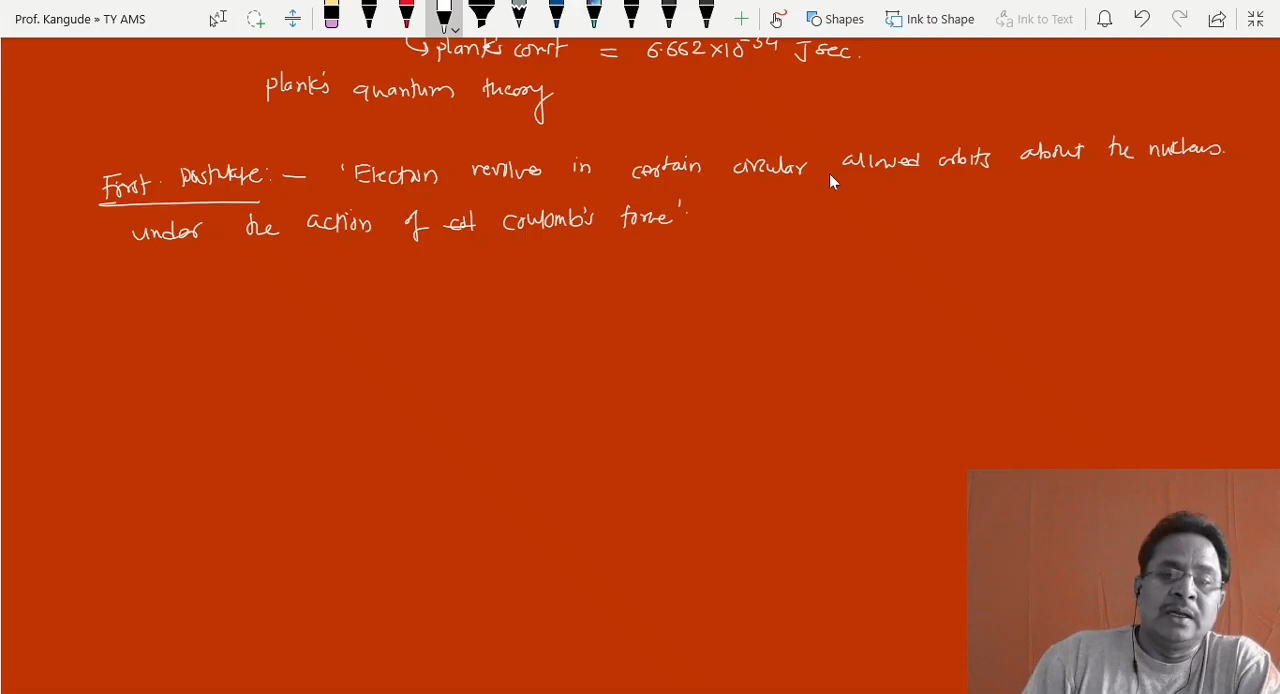 Prof. Kangude » TY AMS
Shapes
Ink to Shape
Ink to Text
↳ plank's const = 6.662×10⁻³⁴ J sec.
plank's quantum theory
First Postulate:— 'Electron revolve in certain circular allowed orbits about the nucleus.
under the action of coulomb's force'.